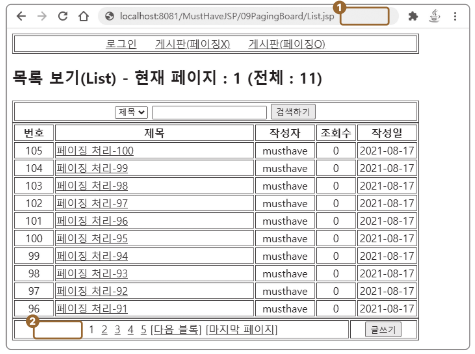 1
localhost:8081/MustHaveJSP/09PagingBoard/List.jsp
로그인 게시판(페이징X) 게시판(페이징O)
목록 보기(List) - 현재 페이지 : 1 (전체 : 11)
제목 검색하기
번호 제목 작성자 조회수 작성일
105 페이징 처리-100 musthave 0 2021-08-17
104 페이징 처리-99 musthave 0 2021-08-17
103 페이징 처리-98 musthave 0 2021-08-17
102 페이징 처리-97 musthave 0 2021-08-17
101 페이징 처리-96 musthave 0 2021-08-17
100 페이징 처리-95 musthave 0 2021-08-17
99 페이징 처리-94 musthave 0 2021-08-17
98 페이징 처리-93 musthave 0 2021-08-17
97 페이징 처리-92 musthave 0 2021-08-17
96 페이징 처리-91 musthave 0 2021-08-17
2 1 2 3 4 5 [다음 블록] [마지막 페이지] 글쓰기